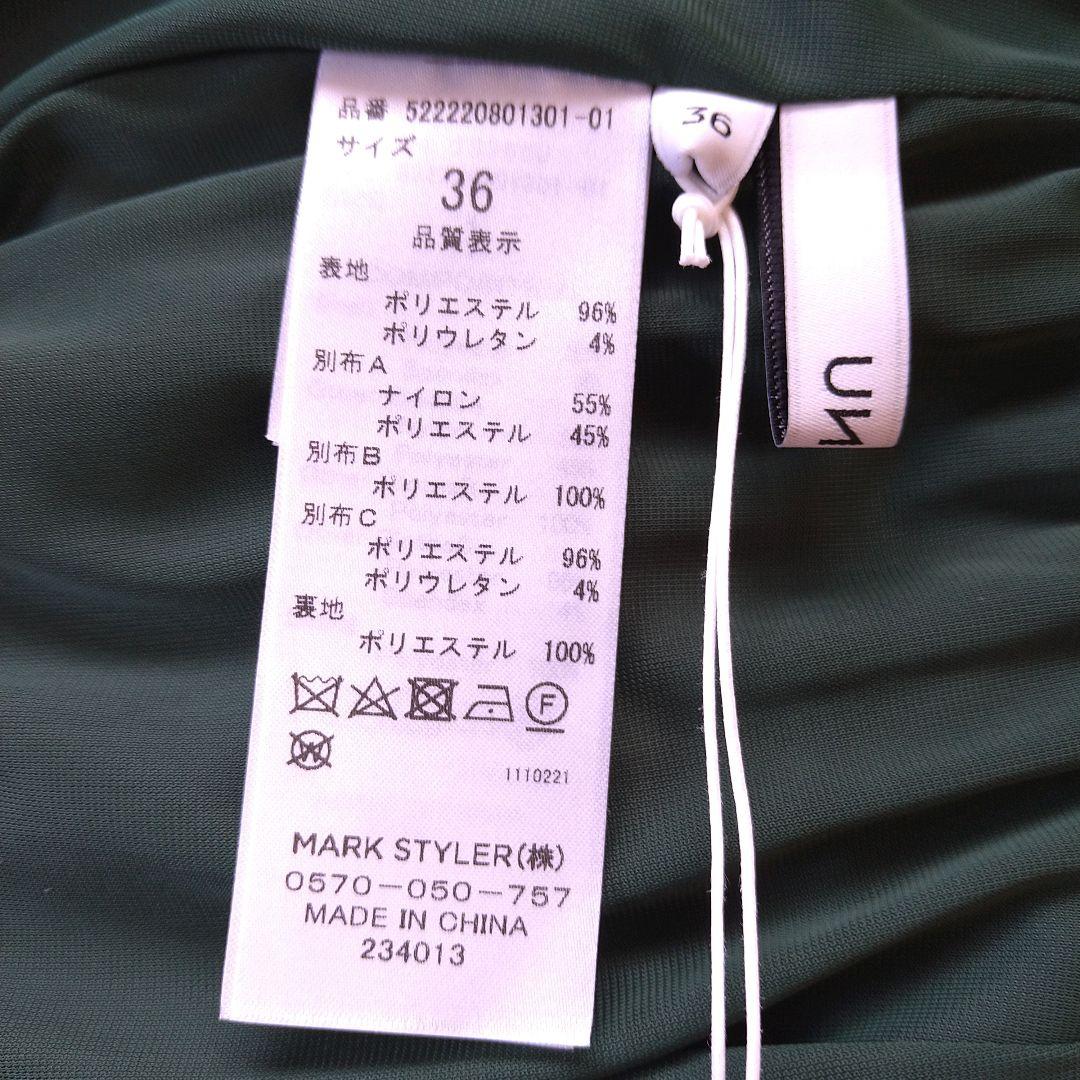 品番 522220801301-01
サイズ
36
品質表示
表地
ポリエステル 96%
ポリウレタン 4%
別布A
ナイロン 55%
ポリエステル 45%
別布B
ポリエステル 100%
別布C
ポリエステル 96%
ポリウレタン 4%
裏地
ポリエステル 100%
F
W
1110221
MARK STYLER(株)
0570-050-757
MADE IN CHINA
234013
36